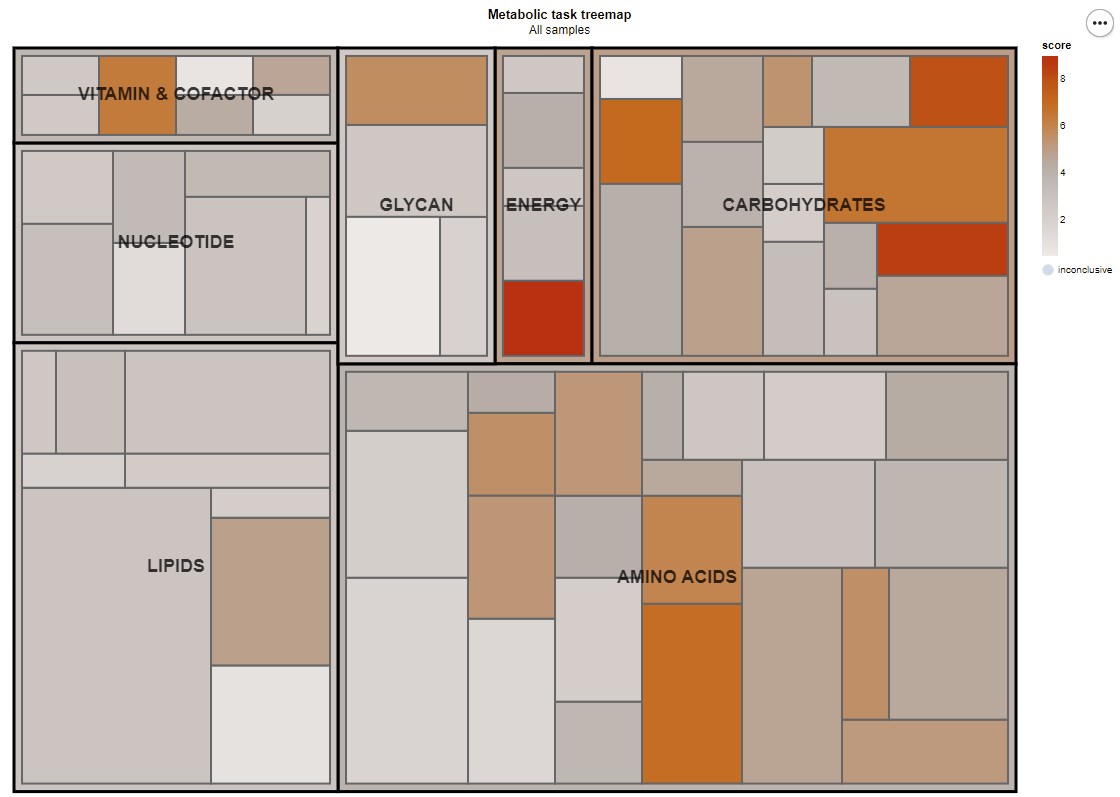 Metabolic task treemap
All samples
score
VITAMIN & COFACTOR
NUCLEOTIDE
LIPIDS
GLYCAN
ENERGY
CARBOHYDRATES
AMINO ACIDS
8
6
4
2
inconclusive